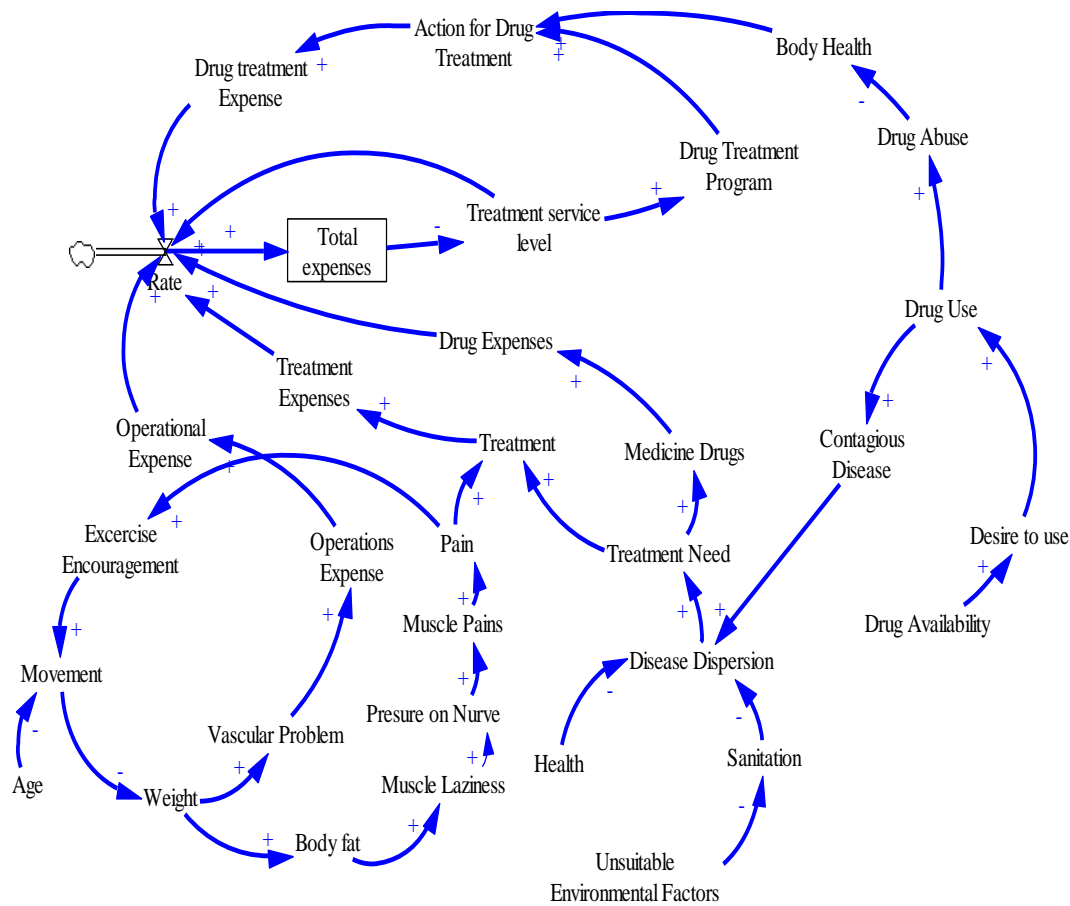 Action for Drug
Treatment
Body Health
Drug treatment
Expense
+
+
+
-
Drug Abuse
Drug Treatment
Program
+
+
Treatment service
level
+
+
+
-
Total
expenses
+
Rate
+
+
Drug Use
Drug Expenses
+
Treatment
Expenses
+
+
+
Operational
Expense
Treatment
Medicine Drugs
Contagious
Disease
+
+
+
+
+
Excercise
Encouragement
Operations
Expense
Pain
Treatment Need
Desire to use
+
+
+
+
+
Muscle Pains
Drug Availability
+
Movement
Disease Dispersion
+
-
-
Presure on Nurve
-
Vascular Problem
+
Health
Sanitation
Age
-
+
Muscle Laziness
Weight
-
+
+
Body fat
Unsuitable
Environmental Factors